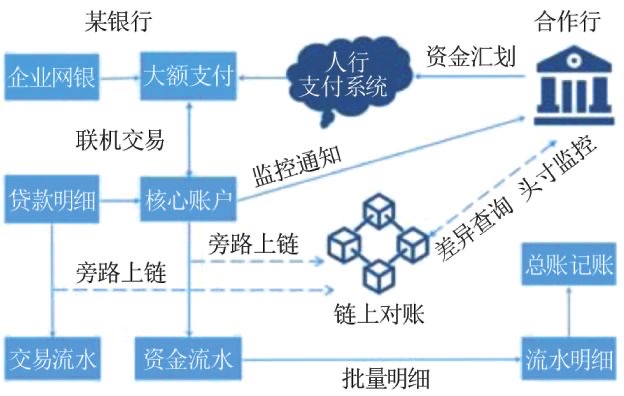 某银行
合作行
企业网银
大额支付
人行
支付系统
资金汇划
联机交易
监控通知
贷款明细
核心账户
差异查询 头寸监控
旁路上链
旁路上链
链上对账
总账记账
交易流水
资金流水
批量明细
流水明细